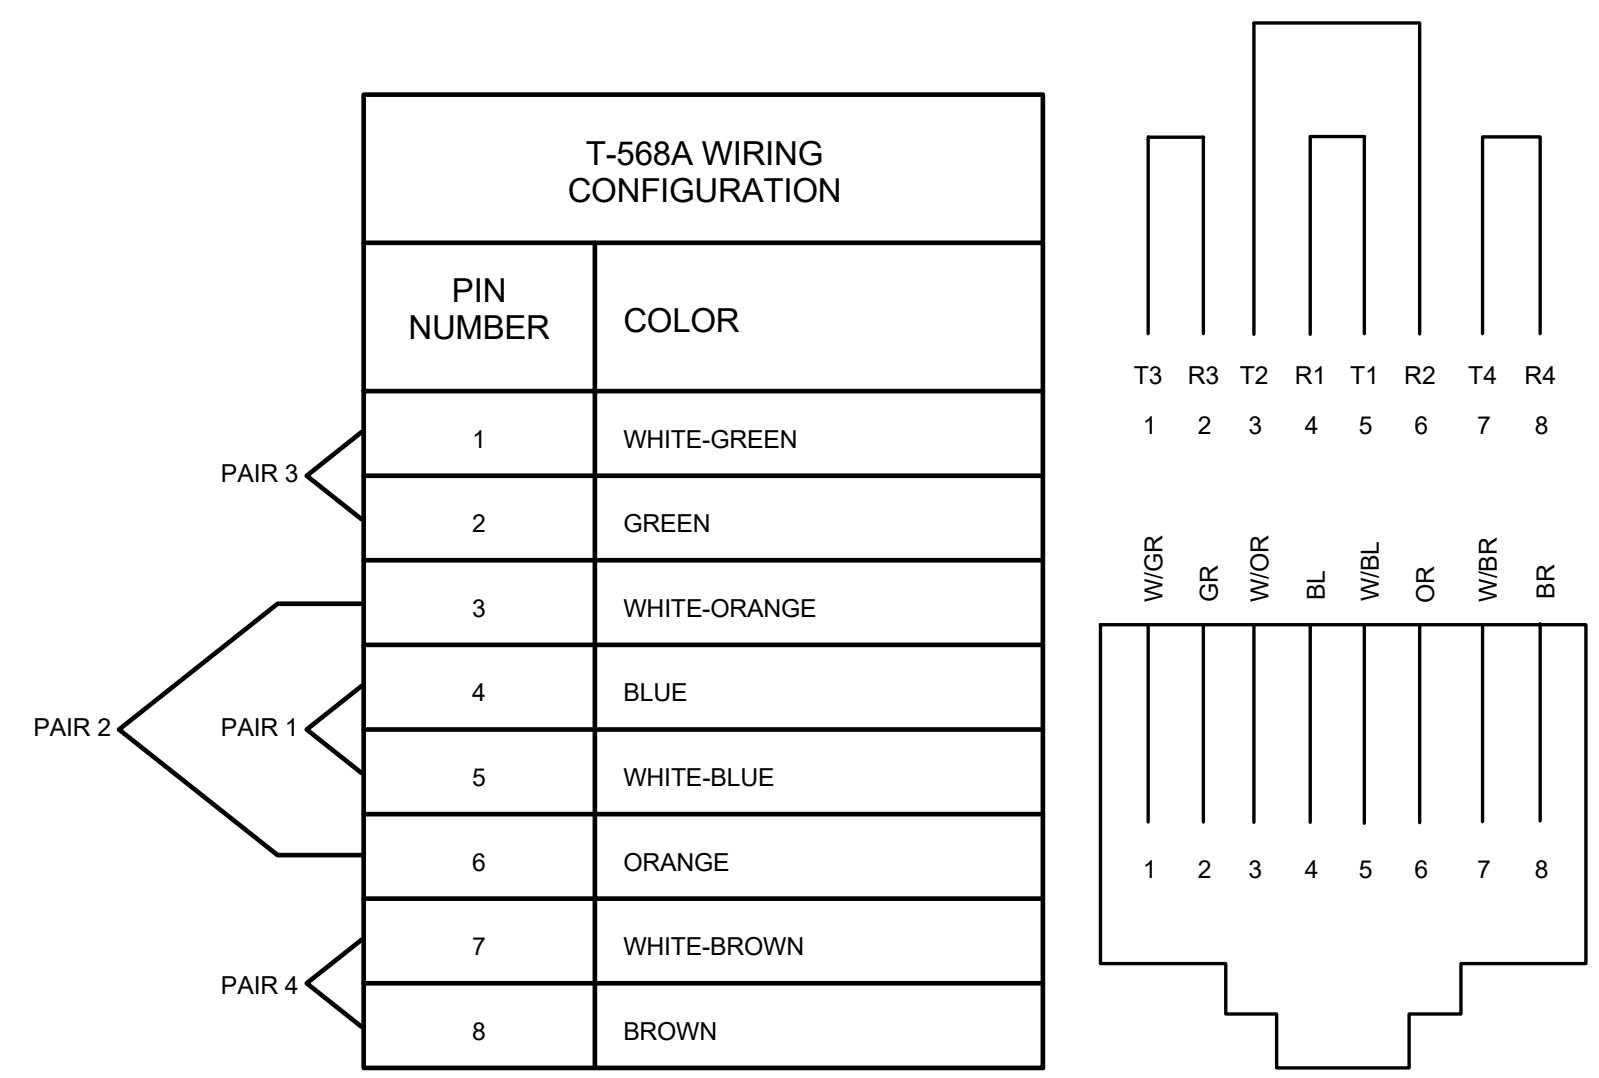 T-568A WIRING
CONFIGURATION
PIN
NUMBER
COLOR
PAIR 3
1 WHITE-GREEN
2 GREEN
3 WHITE-ORANGE
PAIR 2
PAIR 1
4 BLUE
5 WHITE-BLUE
6 ORANGE
PAIR 4
7 WHITE-BROWN
8 BROWN
T3 R3 T2 R1 T1 R2 T4 R4
1 2 3 4 5 6 7 8
W/GR
GR
W/OR
BL
W/BL
OR
W/BR
BR
1 2 3 4 5 6 7 8